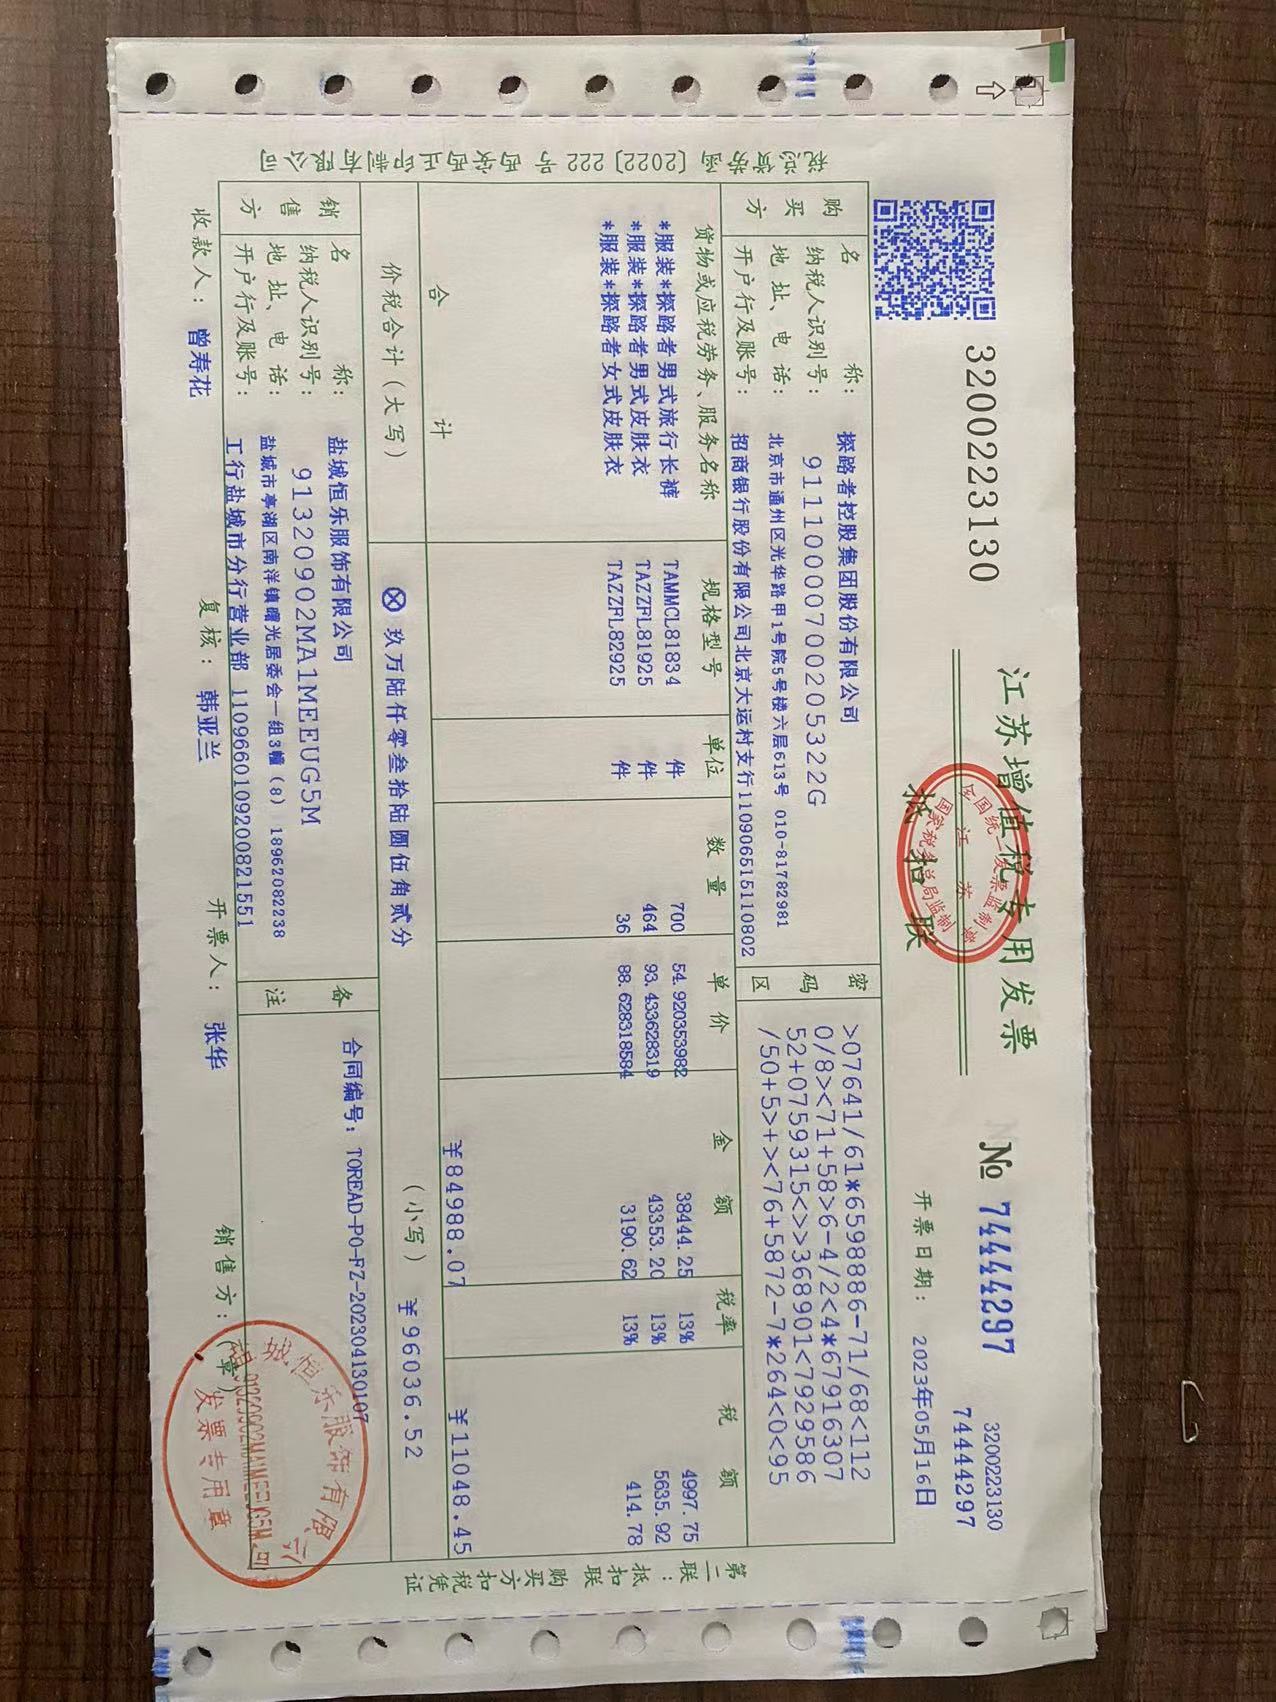 3200223130
江苏增值税专用发票
抵扣联
全国统一发票监制章
江苏
国家税务总局监制
№ 74444297
3200223130
74444297
开票日期： 2023年05月16日
税总货劵函〔2022〕222 号西安西正印制有限公司
购买方
名 称： 探路者控股集团股份有限公司
纳税人识别号： 91110000700205322G
地 址、电 话： 北京市通州区光华路甲1号院5号楼六层613号 010-81782981
开户行及账号： 招商银行股份有限公司北京大运村支行110906515110802
密码区
>07641/61*6598886-71/68<112
0/8><71+58>6-4/2<4*67916307
52+0759315<>>368901<7929586
/50+5>+><76+5872-7*264<0<95
货物或应税劳务、服务名称 规格型号 单位 数量 单价 金额 税率 税额
*服装*探路者男式旅行长裤 TAMMCL81834 件 700 54.920353982 38444.25 13% 4997.75
*服装*探路者男式皮肤衣 TAZZFL81925 件 464 93.433628319 43353.20 13% 5635.92
*服装*探路者女式皮肤衣 TAZZFL82925 件 36 88.628318584 3190.62 13% 414.78
合 计 ¥84988.07 ¥11048.45
价税合计（大写） ⊗玖万陆仟零叁拾陆圆伍角贰分 （小写） ¥96036.52
销售方
名 称： 盐城恒乐服饰有限公司
纳税人识别号： 91320902MA1MEEUG5M
地 址、电 话： 盐城市亭湖区南洋镇曙光居委会一组3幢（8） 18962082238
开户行及账号： 工行盐城市分行营业部 1109660109200821551
备注
合同编号：TOREAD-PO-FZ-202304130107
收款人： 曾寿花 复核： 韩亚兰 开票人： 张华 销售方：（章）
盐城恒乐服饰有限公司
91320902MA1MEEUG5M
发票专用章
第二联：抵扣联 购买方扣税凭证